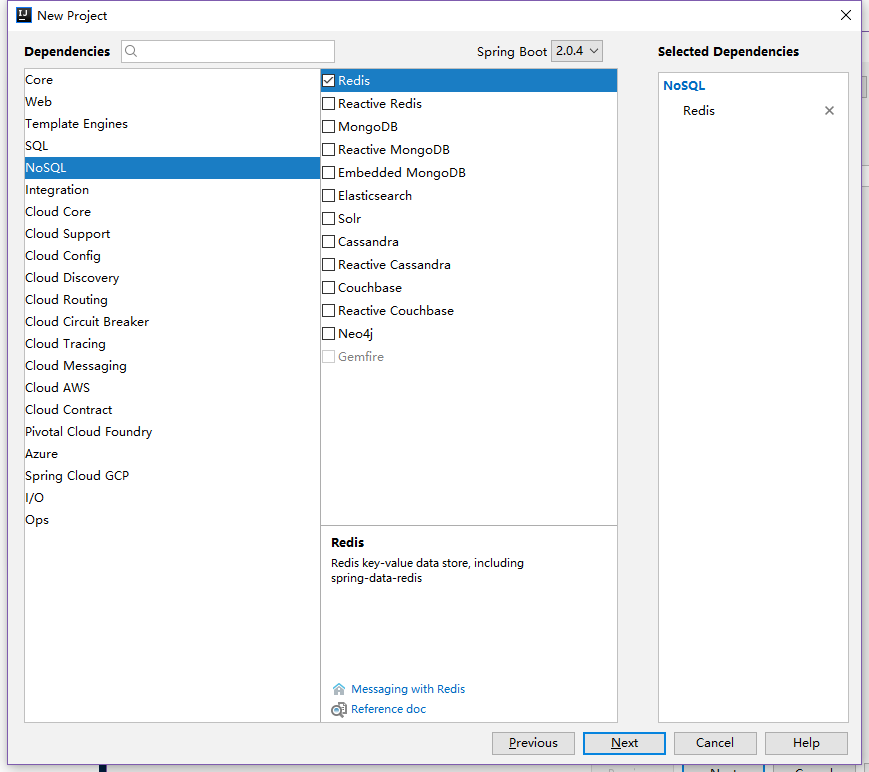 IJ New Project
Dependencies Spring Boot 2.0.4 Selected Dependencies
Core
Web
Template Engines
SQL
NoSQL
Integration
Cloud Core
Cloud Support
Cloud Config
Cloud Discovery
Cloud Routing
Cloud Circuit Breaker
Cloud Tracing
Cloud Messaging
Cloud AWS
Cloud Contract
Pivotal Cloud Foundry
Azure
Spring Cloud GCP
I/O
Ops
Redis
Reactive Redis
MongoDB
Reactive MongoDB
Embedded MongoDB
Elasticsearch
Solr
Cassandra
Reactive Cassandra
Couchbase
Reactive Couchbase
Neo4j
Gemfire
Redis
Redis key-value data store, including
spring-data-redis
Messaging with Redis
Reference doc
NoSQL
Redis
Previous Next Cancel Help